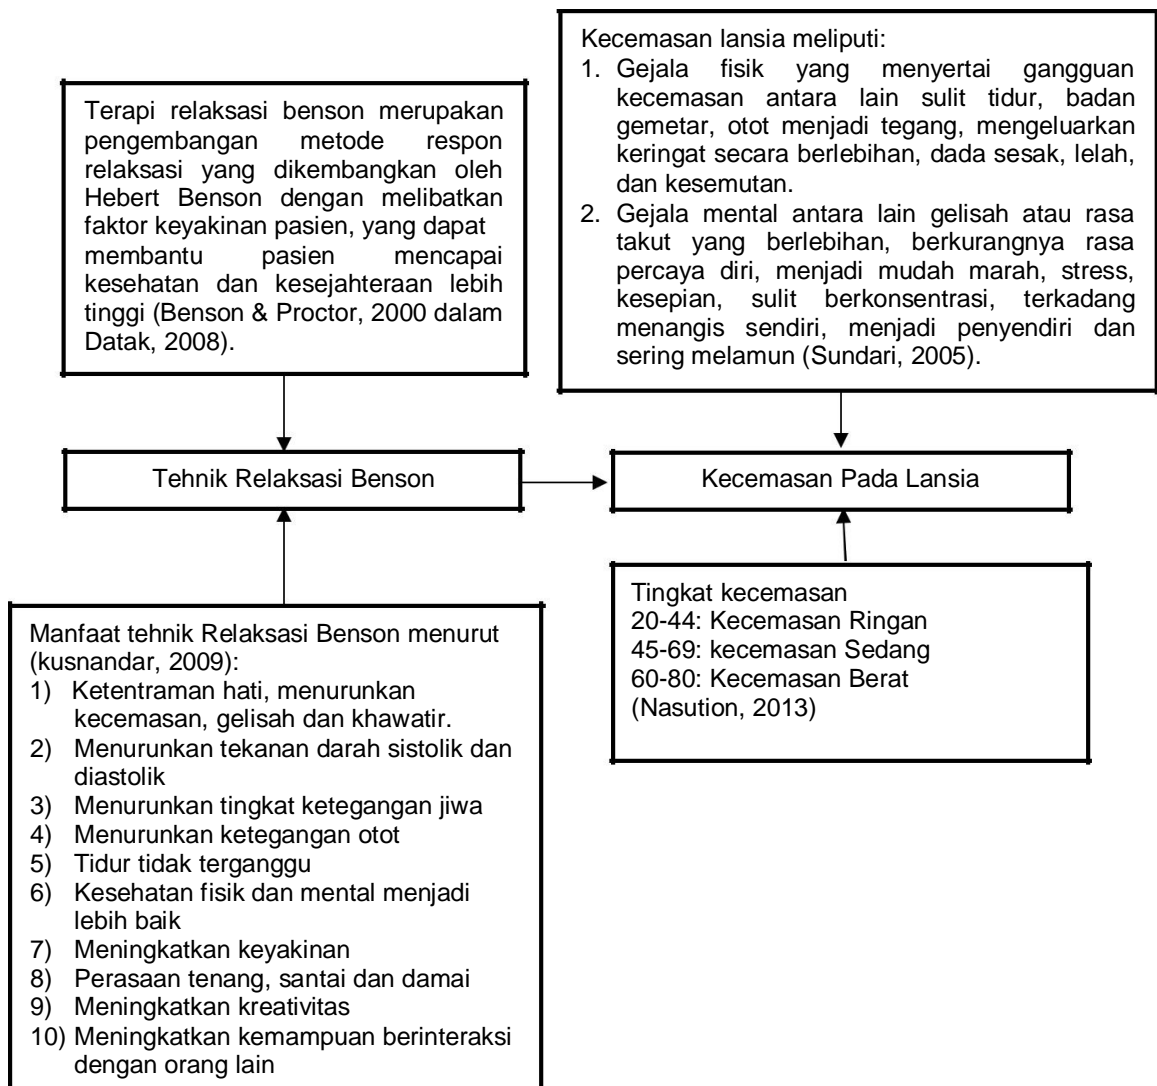 Terapi relaksasi benson merupakan
pengembangan metode respon
relaksasi yang dikembangkan oleh
Hebert Benson dengan melibatkan
faktor keyakinan pasien, yang dapat
membantu pasien mencapai
kesehatan dan kesejahteraan lebih
tinggi (Benson & Proctor, 2000 dalam
Datak, 2008).
Kecemasan lansia meliputi:
1. Gejala fisik yang menyertai gangguan
kecemasan antara lain sulit tidur, badan
gemetar, otot menjadi tegang, mengeluarkan
keringat secara berlebihan, dada sesak, lelah,
dan kesemutan.
2. Gejala mental antara lain gelisah atau rasa
takut yang berlebihan, berkurangnya rasa
percaya diri, menjadi mudah marah, stress,
kesepian, sulit berkonsentrasi, terkadang
menangis sendiri, menjadi penyendiri dan
sering melamun (Sundari, 2005).
Tehnik Relaksasi Benson
Kecemasan Pada Lansia
Manfaat tehnik Relaksasi Benson menurut
(kusnandar, 2009):
1) Ketentraman hati, menurunkan
kecemasan, gelisah dan khawatir.
2) Menurunkan tekanan darah sistolik dan
diastolik
3) Menurunkan tingkat ketegangan jiwa
4) Menurunkan ketegangan otot
5) Tidur tidak terganggu
6) Kesehatan fisik dan mental menjadi
lebih baik
7) Meningkatkan keyakinan
8) Perasaan tenang, santai dan damai
9) Meningkatkan kreativitas
10) Meningkatkan kemampuan berinteraksi
dengan orang lain
Tingkat kecemasan
20-44: Kecemasan Ringan
45-69: kecemasan Sedang
60-80: Kecemasan Berat
(Nasution, 2013)